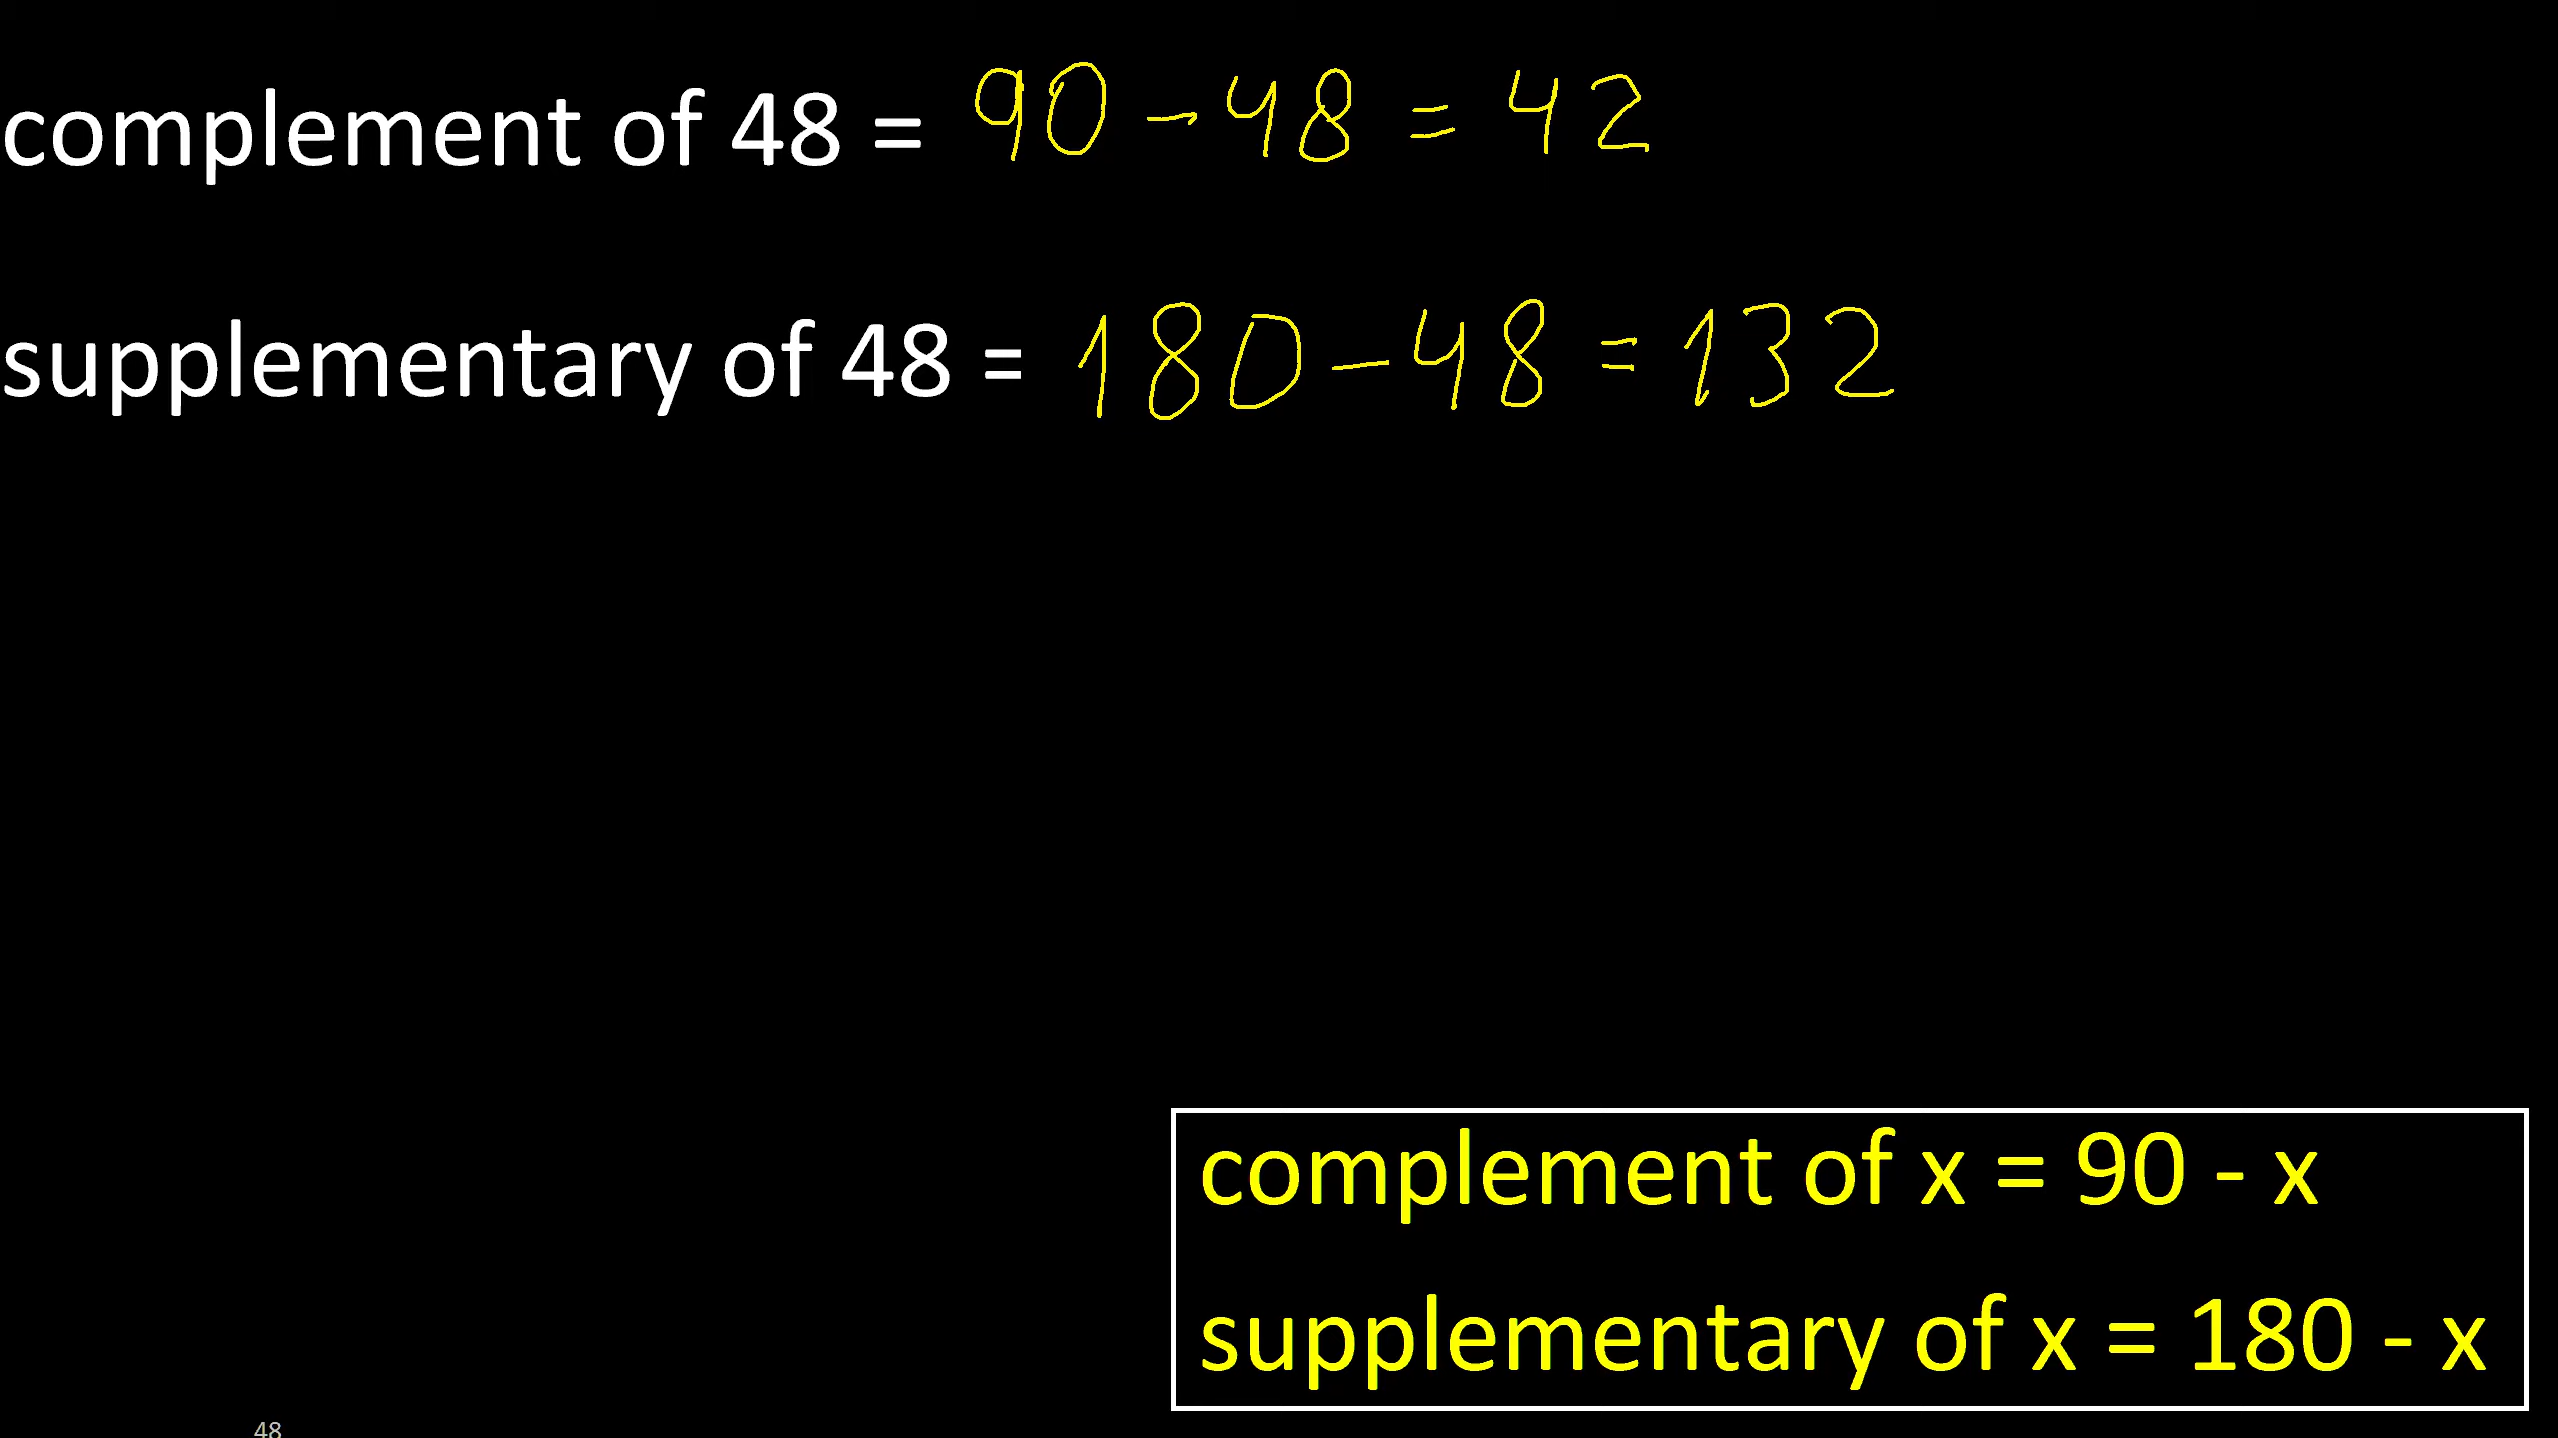 complement of 48 = 90 - 48 = 42
supplementary of 48 = 180 - 48 = 132
complement of x = 90 - x
supplementary of x = 180 - x
48